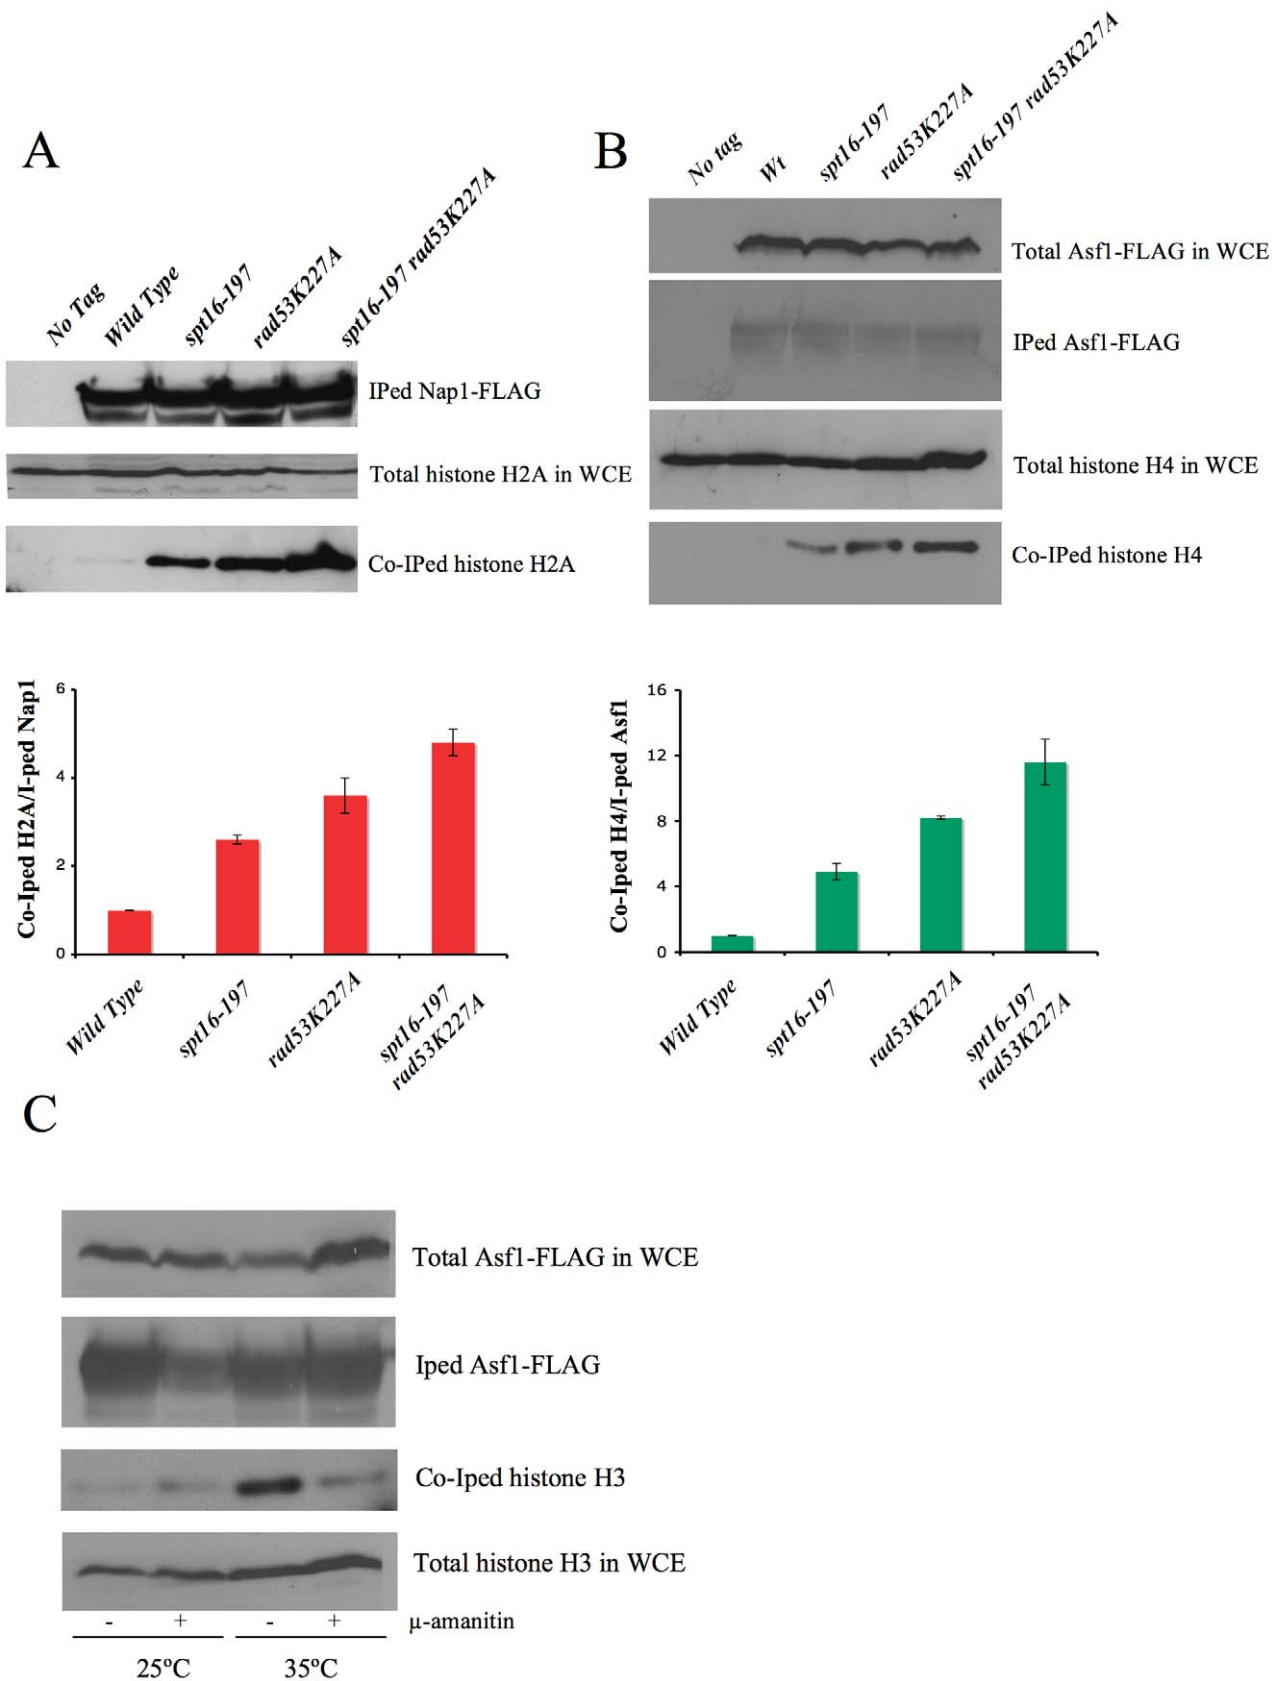 A
No Tag
Wild Type
spt16-197
rad53K227A
spt16-197 rad53K227A
IPed Nap1-FLAG
Total histone H2A in WCE
Co-IPed histone H2A
Co-Iped H2A/I-ped Nap1
6
4
2
0
Wild Type
spt16-197
rad53K227A
spt16-197
rad53K227A
B
No tag
Wt
spt16-197
rad53K227A
spt16-197 rad53K227A
Total Asf1-FLAG in WCE
IPed Asf1-FLAG
Total histone H4 in WCE
Co-IPed histone H4
Co-Iped H4/I-ped Asf1
16
12
8
4
0
Wild Type
spt16-197
rad53K227A
spt16-197
rad53K227A
C
Total Asf1-FLAG in WCE
Iped Asf1-FLAG
Co-Iped histone H3
Total histone H3 in WCE
- + - + µ-amanitin
25ºC 35ºC